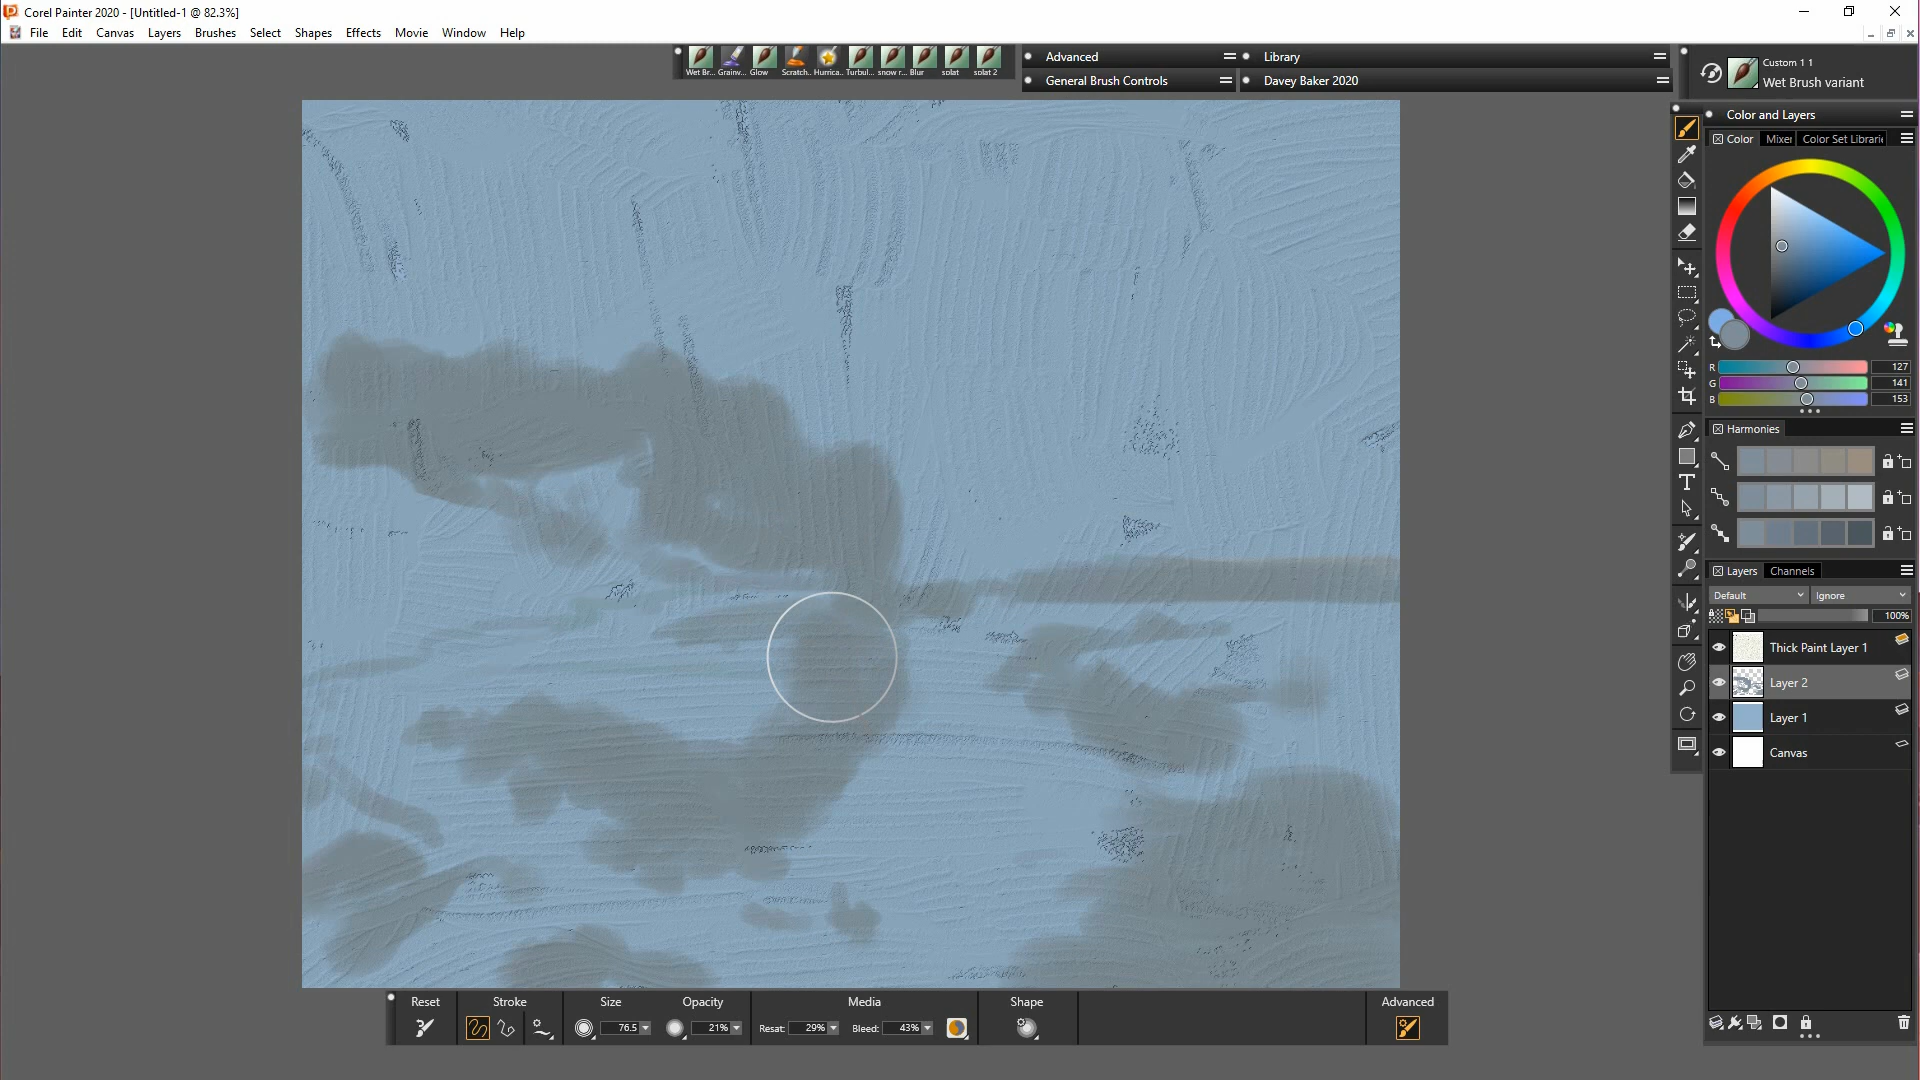 Corel Painter 2020 - [Untitled-1 @ 82.3%]
File Edit Canvas Layers Brushes Select Shapes Effects Movie Window Help
Wet Br... Grainv... Glow Scratch.. Hurrica.. Turbul... snow r... Blur solat solat 2
Advanced
Library
General Brush Controls
Davey Baker 2020
Custom 1 1
Wet Brush variant
Color and Layers
Color Mixer Color Set Librarie
R 127
G 141
B 153
Harmonies
Layers Channels
Default Ignore
100%
Thick Paint Layer 1
Layer 2
Layer 1
Canvas
T
Reset Stroke Size Opacity Media Shape Advanced
76.5 21% Resat: 29% Bleed: 43%